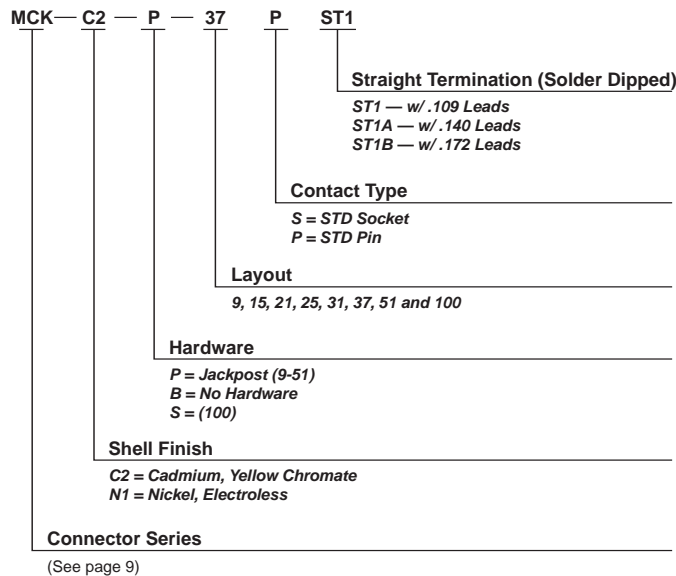 MCK — C2 — P — 37 P ST1
Straight Termination (Solder Dipped)
ST1 — w/ .109 Leads
ST1A — w/ .140 Leads
ST1B — w/ .172 Leads
Contact Type
S = STD Socket
P = STD Pin
Layout
9, 15, 21, 25, 31, 37, 51 and 100
Hardware
P = Jackpost (9-51)
B = No Hardware
S = (100)
Shell Finish
C2 = Cadmium, Yellow Chromate
N1 = Nickel, Electroless
Connector Series
(See page 9)